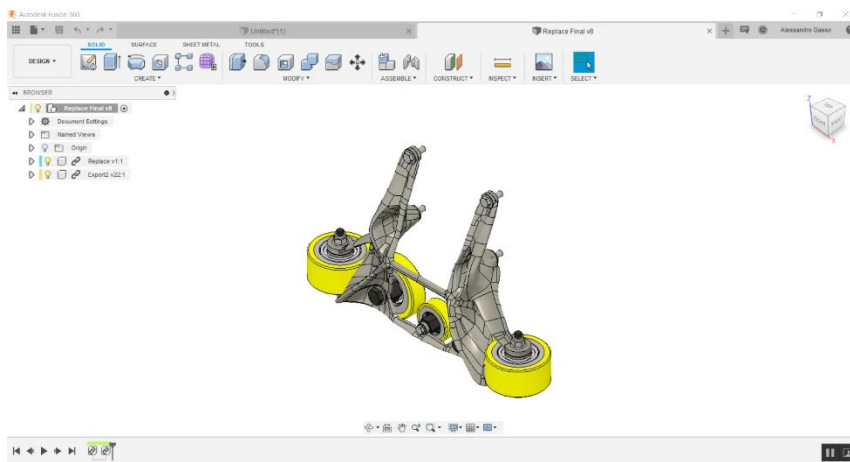 Autodesk Fusion 360
Untitled*(1)
Replace Final v8
Alessandro Gasso
SOLID SURFACE SHEET METAL TOOLS
DESIGN
CREATE MODIFY ASSEMBLE CONSTRUCT INSPECT INSERT SELECT
BROWSER
Replace Final v8
Document Settings
Named Views
Origin
Replace v1:1
Export2 v22:1
Z
X